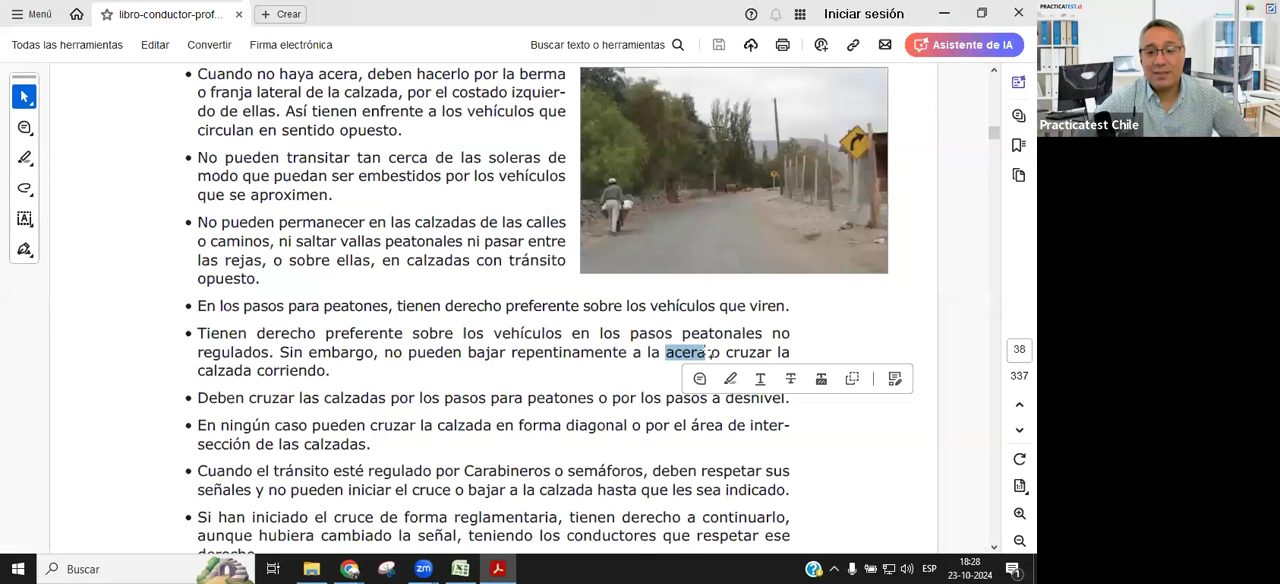 Menú
libro-conductor-prof...
Crear
Iniciar sesión
Todas las herramientas
Editar
Convertir
Firma electrónica
Buscar texto o herramientas
Asistente de IA
PRACTICATEST.cl
Practicatest Chile
• Cuando no haya acera, deben hacerlo por la berma
o franja lateral de la calzada, por el costado izquier-
do de ellas. Así tienen enfrente a los vehículos que
circulan en sentido opuesto.
• No pueden transitar tan cerca de las soleras de
modo que puedan ser embestidos por los vehículos
que se aproximen.
• No pueden permanecer en las calzadas de las calles
o caminos, ni saltar vallas peatonales ni pasar entre
las rejas, o sobre ellas, en calzadas con tránsito
opuesto.
• En los pasos para peatones, tienen derecho preferente sobre los vehículos que viren.
• Tienen derecho preferente sobre los vehículos en los pasos peatonales no
regulados. Sin embargo, no pueden bajar repentinamente a la acera o cruzar la
calzada corriendo.
• Deben cruzar las calzadas por los pasos para peatones o por los pasos a desnivel.
• En ningún caso pueden cruzar la calzada en forma diagonal o por el área de inter-
sección de las calzadas.
• Cuando el tránsito esté regulado por Carabineros o semáforos, deben respetar sus
señales y no pueden iniciar el cruce o bajar a la calzada hasta que les sea indicado.
• Si han iniciado el cruce de forma reglamentaria, tienen derecho a continuarlo,
aunque hubiera cambiado la señal, teniendo los conductores que respetar ese
derecho.
38
337
Buscar
zm
ESP
18:28
23-10-2024